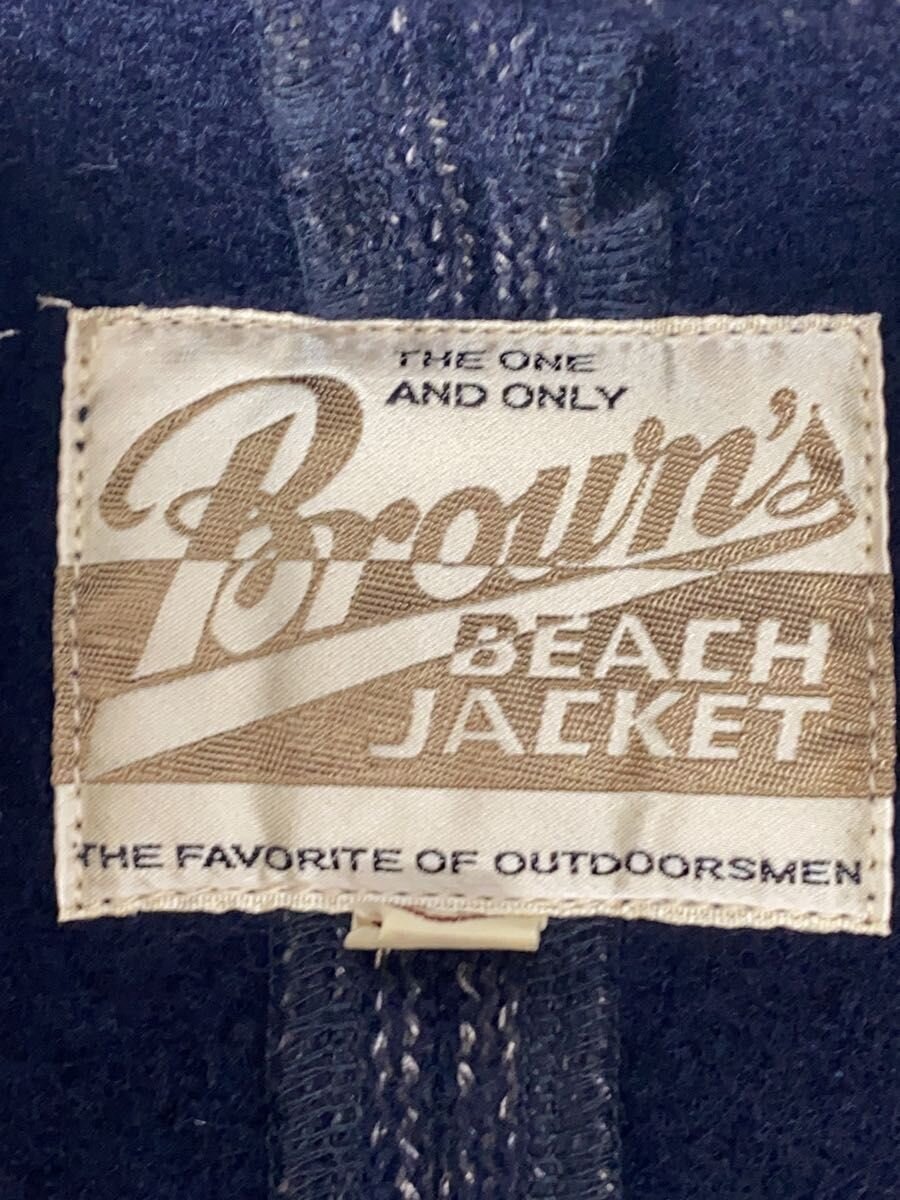 THE ONE
AND ONLY
Brown's
BEACH
JACKET
THE FAVORITE OF OUTDOORSMEN